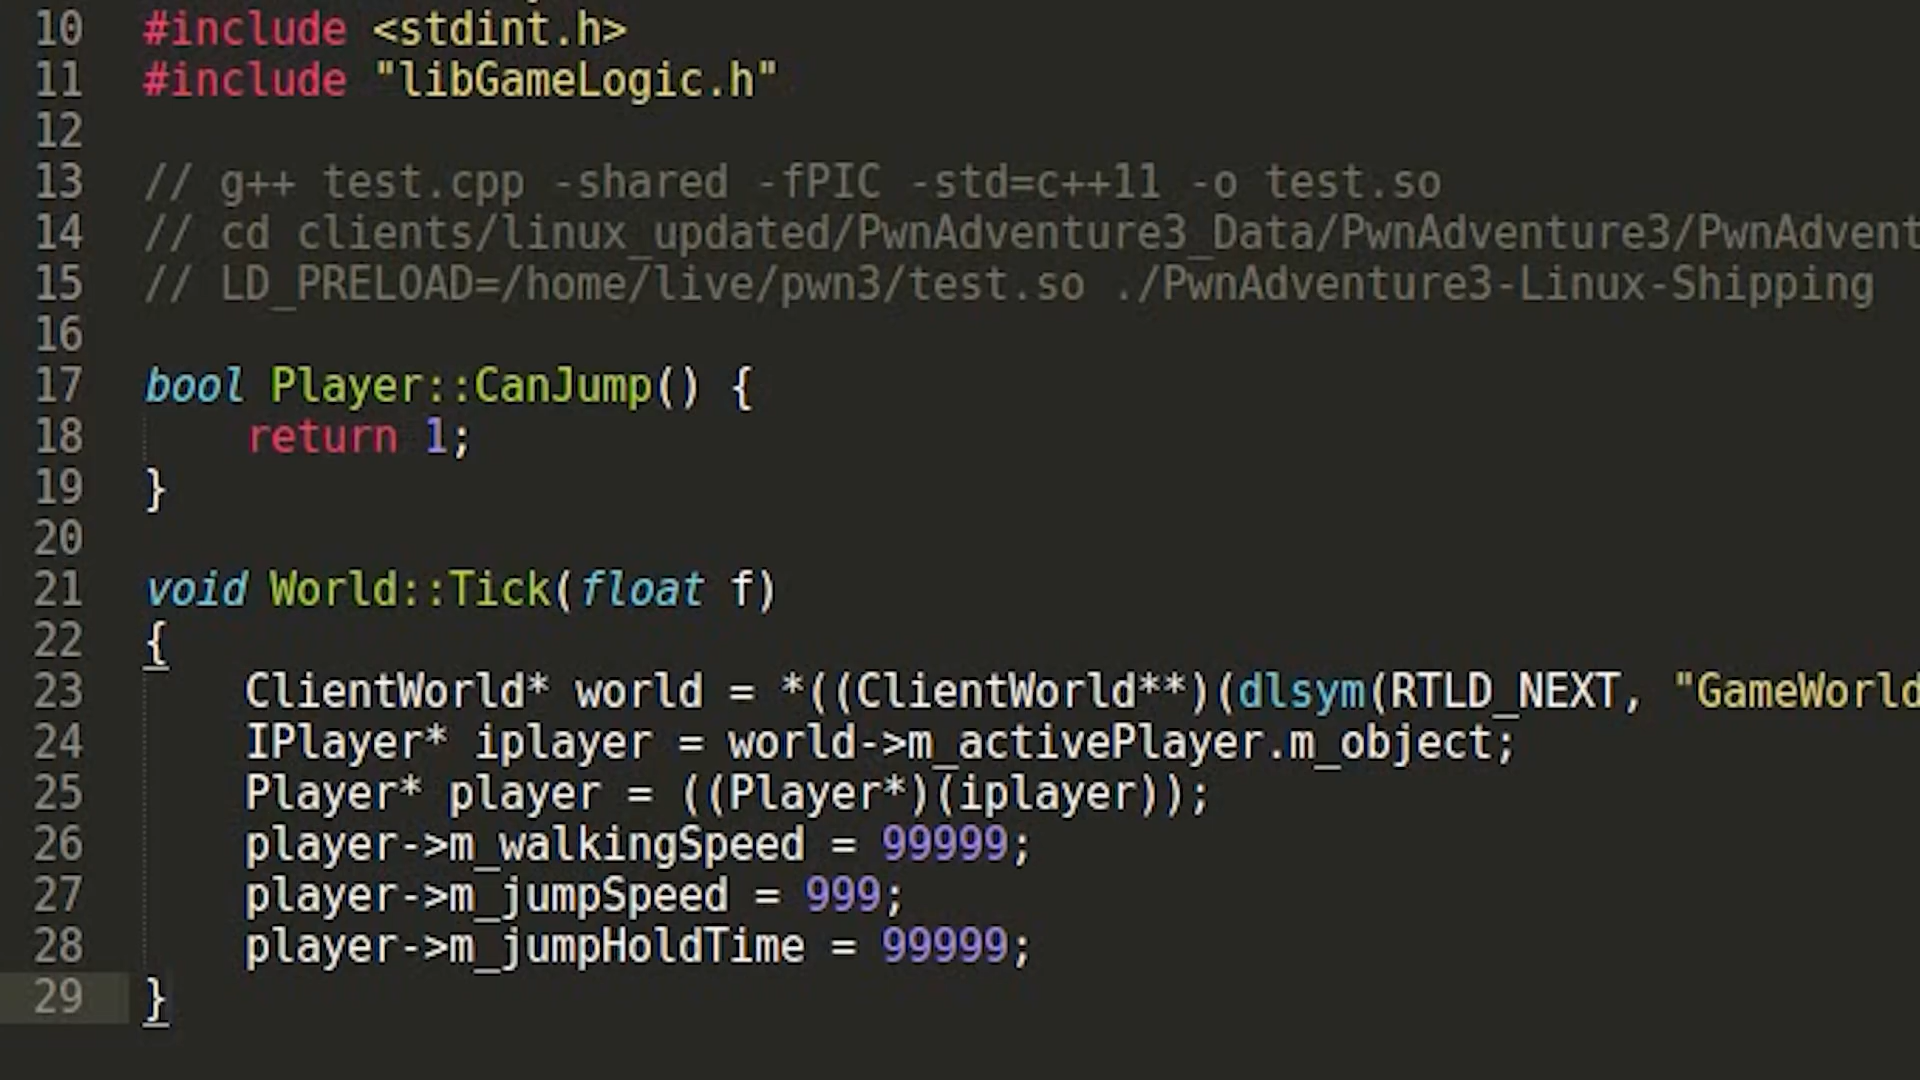 10 #include <stdint.h>
11 #include "libGameLogic.h"
12
13 // g++ test.cpp -shared -fPIC -std=c++11 -o test.so
14 // cd clients/linux_updated/PwnAdventure3_Data/PwnAdventure3/PwnAdvent
15 // LD_PRELOAD=/home/live/pwn3/test.so ./PwnAdventure3-Linux-Shipping
16
17 bool Player::CanJump() {
18     return 1;
19 }
20
21 void World::Tick(float f)
22 {
23     ClientWorld* world = *((ClientWorld**)(dlsym(RTLD_NEXT, "GameWorld
24     IPlayer* iplayer = world->m_activePlayer.m_object;
25     Player* player = ((Player*)(iplayer));
26     player->m_walkingSpeed = 99999;
27     player->m_jumpSpeed = 999;
28     player->m_jumpHoldTime = 99999;
29 }